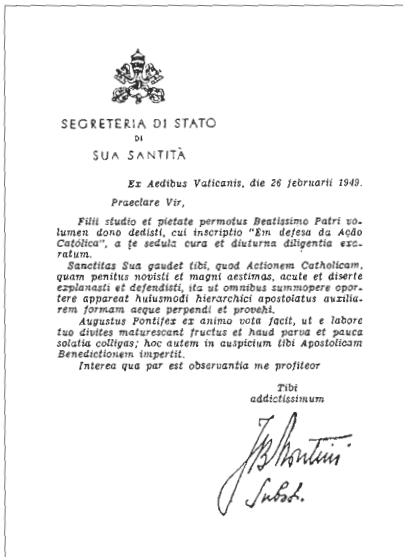 SEGRETERIA DI STATO
DI
SUA SANTITÀ
Ex Aedibus Vaticanis, die 26 februarii 1949.
Praeclare Vir,
Filii studio et pietate permotus Beatissimo Patri vo-
lumen dono dedisti, cui inscriptio "Em defesa da Ação
Católica", a te sedula cura et diuturna diligentia exa-
ratum.
Sanctitas Sua gaudet tibi, quod Actionem Catholicam,
quam penitus novisti et magni aestimas, acute et diserte
explanasti et defendisti, ita ut omnibus summopere opor-
tere appareat huiusmodi hierarchici apostolatus auxilia-
rem formam aeque perpendi et provehi.
Augustus Pontifex ex animo vota facit, ut e labore
tuo divites maturescant fructus et haud parva et pauca
solatia colligas; hoc autem in auspicium tibi Apostolicam
Benedictionem impertit.
Interea qua par est observantia me profiteor
Tibi
addictissimum
JBMontini
Subst.